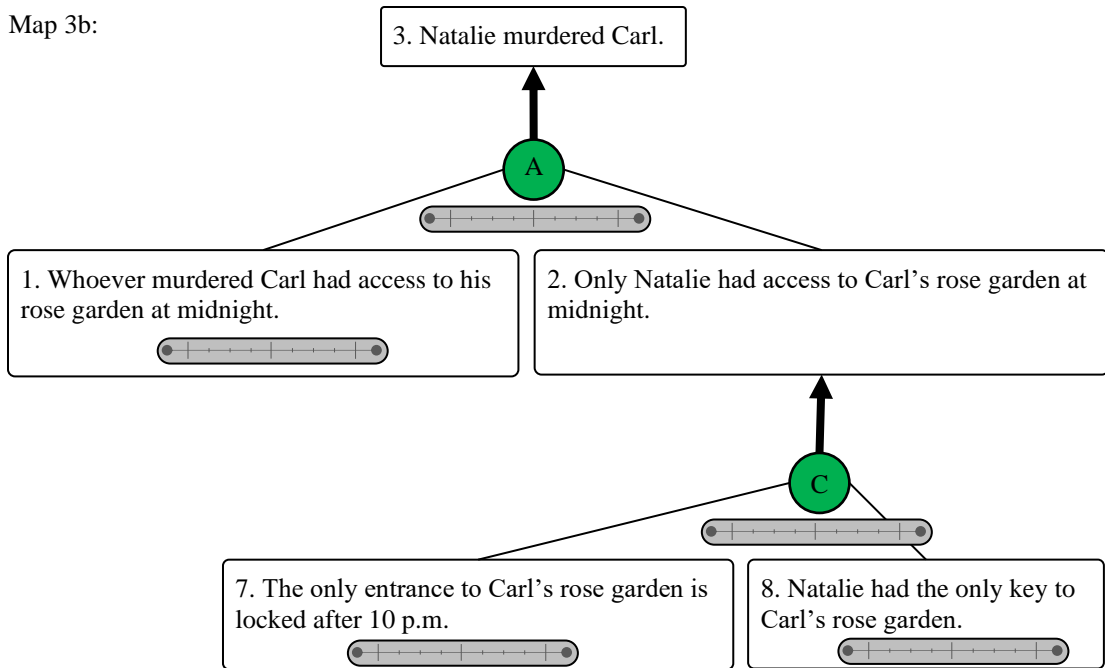 Map 3b:
3. Natalie murdered Carl.
A
1. Whoever murdered Carl had access to his
rose garden at midnight.
2. Only Natalie had access to Carl’s rose garden at
midnight.
C
7. The only entrance to Carl’s rose garden is
locked after 10 p.m.
8. Natalie had the only key to
Carl’s rose garden.